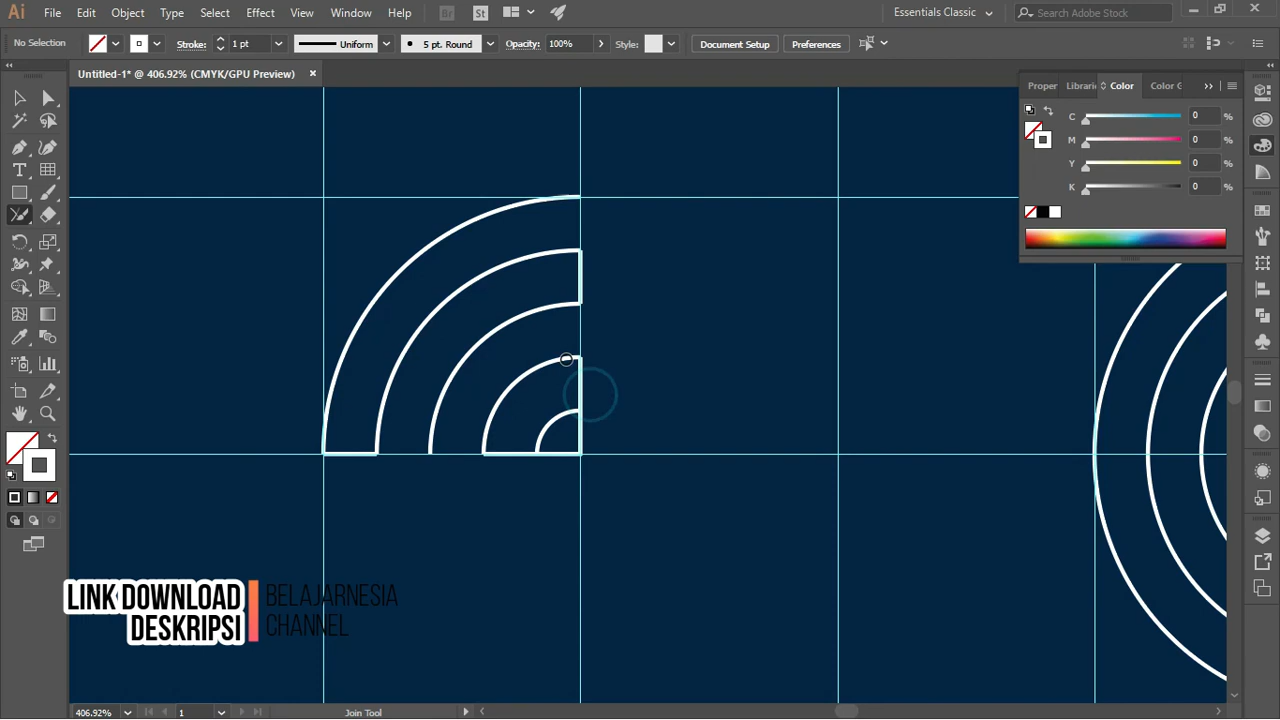 Ai File Edit Object Type Select Effect View Window Help Br St Essentials Classic Search Adobe Stock
No Selection Stroke: 1 pt Uniform 5 pt. Round Opacity: 100% Style: Document Setup Preferences
Untitled-1* @ 406.92% (CMYK/GPU Preview)
Proper Librari Color Color G
C 0 %
M 0 %
Y 0 %
K 0 %
LINK DOWNLOAD
DESKRIPSI
BELAJARNESIA
CHANNEL
406.92% 1 Join Tool